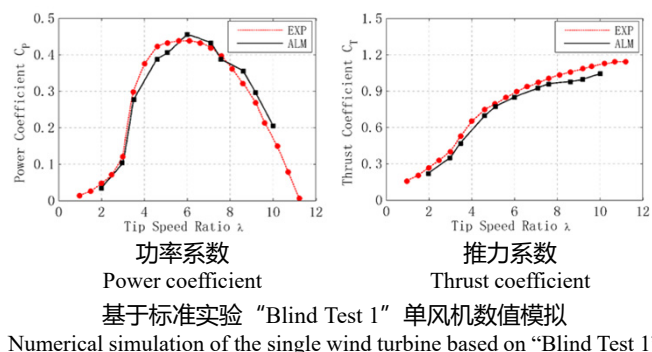 0.5
0.4
0.3
0.2
0.1
0
0 2 4 6 8 10 12
Power Coefficient C_P
Tip Speed Ratio λ
EXP
ALM
1.5
1.2
0.9
0.6
0.3
0
0 2 4 6 8 10 12
Thrust Coefficient C_T
Tip Speed Ratio λ
EXP
ALM
功率系数
Power coefficient
推力系数
Thrust coefficient
基于标准实验“Blind Test 1”单风机数值模拟
Numerical simulation of the single wind turbine based on “Blind Test 1”